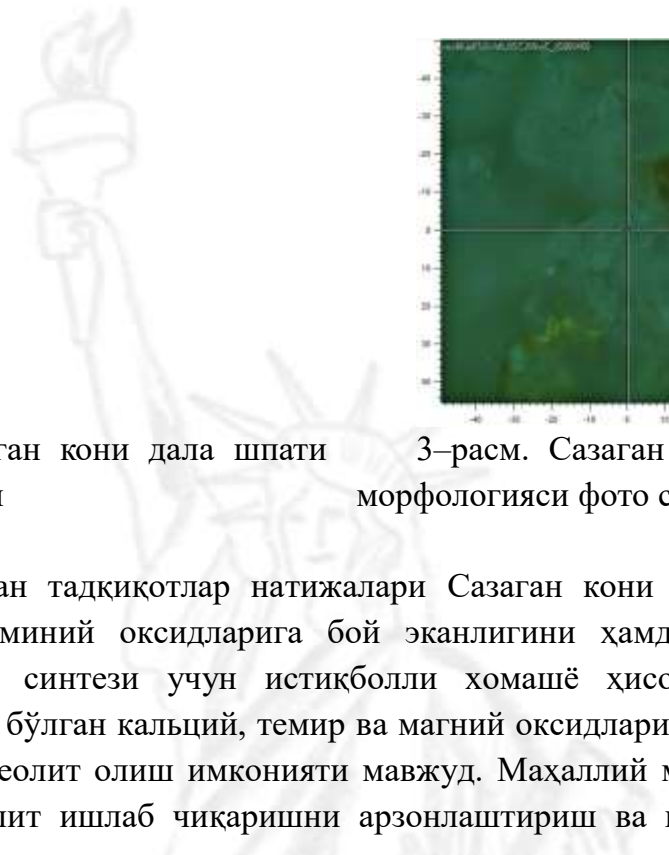 ган кони дала шпати
3–расм. Сазаган
морфологияси фото с
ан тадқиқотлар натижалари Сазаган кони
миний оксидларига бой эканлигини ҳамд
синтези учун истиқболли хомашё ҳисо
бўлган кальций, темир ва магний оксидлари
еолит олиш имконияти мавжуд. Маҳаллий м
лит ишлаб чиқаришни арзонлаштириш ва